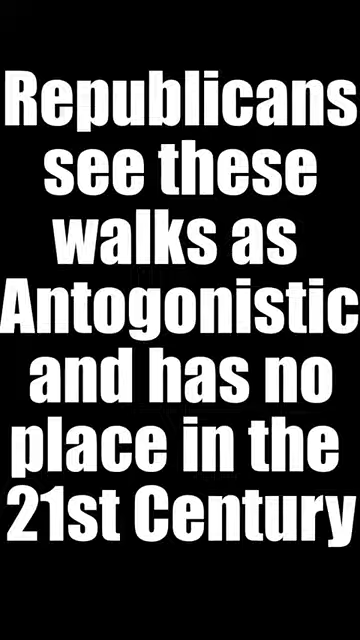 Republicans
see these
walks as
Antogonistic
and has no
place in the
21st Century